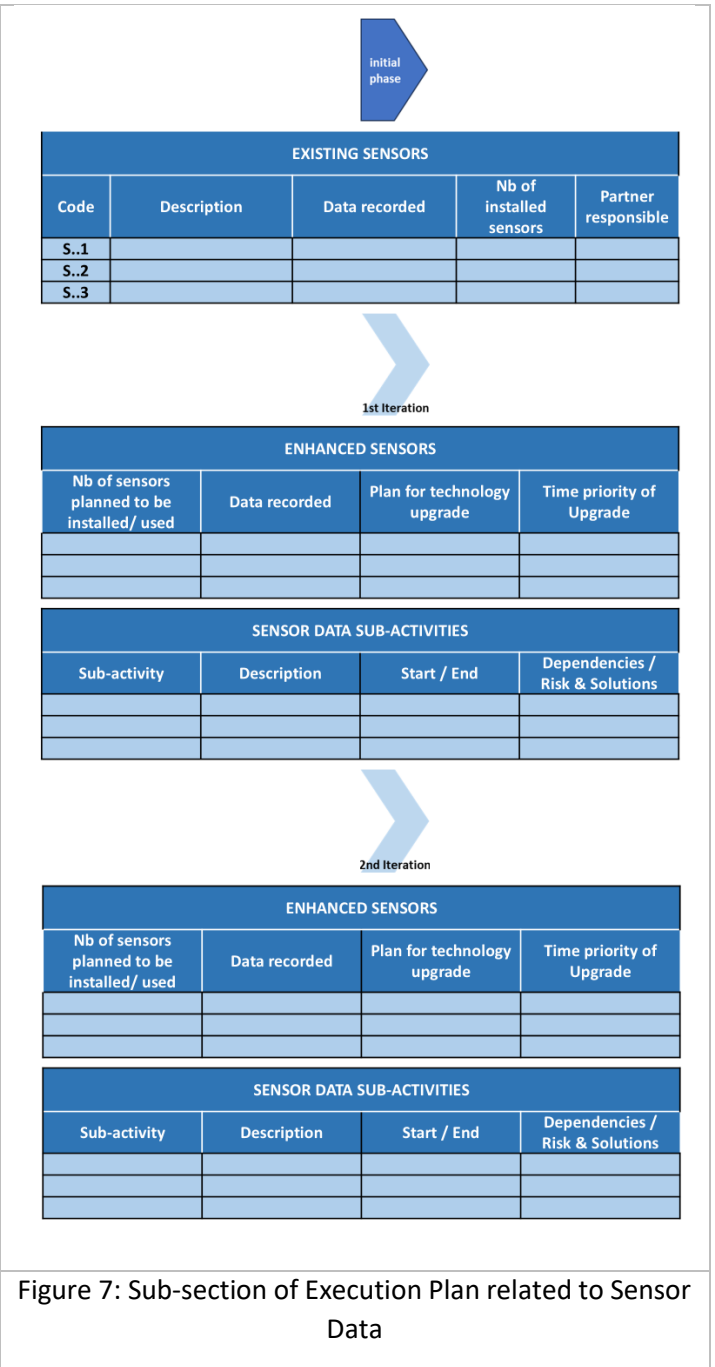 initial
phase
EXISTING SENSORS
Code Description Data recorded Nb of installed sensors Partner responsible
S..1
S..2
S..3
1st Iteration
ENHANCED SENSORS
Nb of sensors planned to be installed/ used Data recorded Plan for technology upgrade Time priority of Upgrade
SENSOR DATA SUB-ACTIVITIES
Sub-activity Description Start / End Dependencies / Risk & Solutions
2nd Iteration
ENHANCED SENSORS
Nb of sensors planned to be installed/ used Data recorded Plan for technology upgrade Time priority of Upgrade
SENSOR DATA SUB-ACTIVITIES
Sub-activity Description Start / End Dependencies / Risk & Solutions
Figure 7: Sub-section of Execution Plan related to Sensor
Data